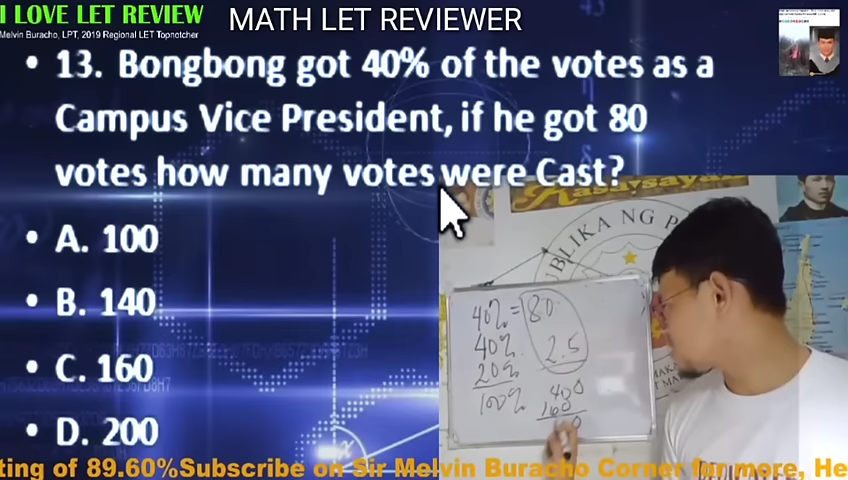 I LOVE LET REVIEW
Melvin Buracho, LPT, 2019 Regional LET Topnotcher
MATH LET REVIEWER
• 13. Bongbong got 40% of the votes as a
Campus Vice President, if he got 80
votes how many votes were Cast?
• A. 100
• B. 140
• C. 160
• D. 200
KA NG P
40% = 80
40% 2.5
20%
100%
400
160
ting of 89.60%Subscribe on Sir Melvin Buracho Corner for more, He